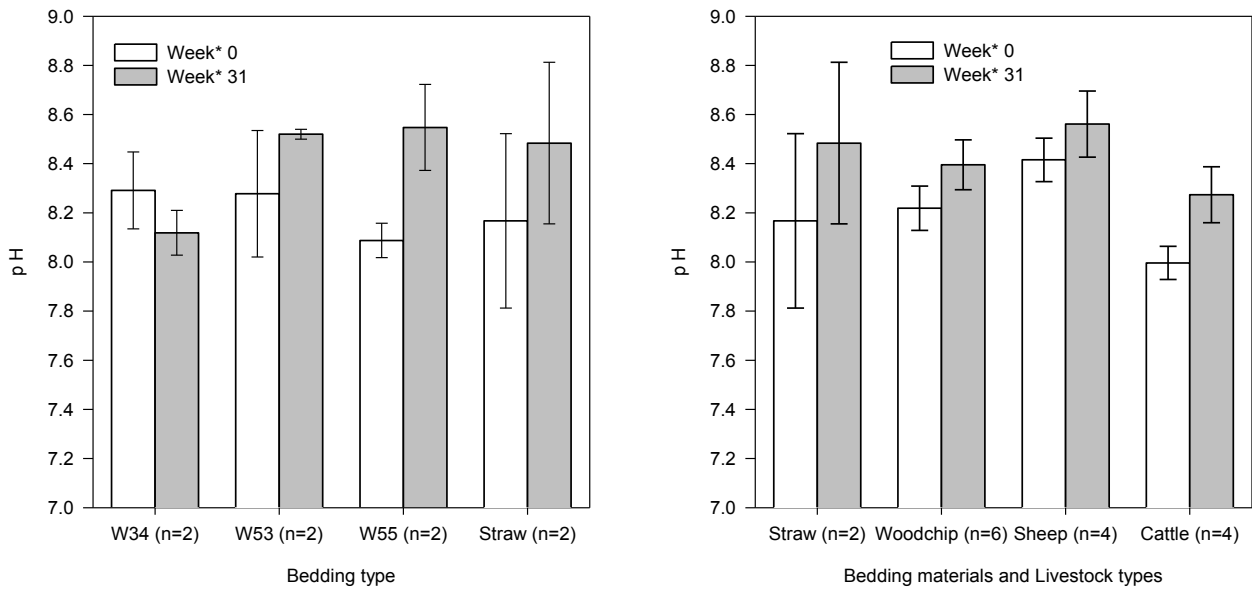 9.0
8.8
8.6
8.4
8.2
8.0
7.8
7.6
7.4
7.2
7.0
p H
Week* 0
Week* 31
W34 (n=2) W53 (n=2) W55 (n=2) Straw (n=2)
Bedding type
9.0
8.8
8.6
8.4
8.2
8.0
7.8
7.6
7.4
7.2
7.0
p H
Week* 0
Week* 31
Straw (n=2) Woodchip (n=6) Sheep (n=4) Cattle (n=4)
Bedding materials and Livestock types